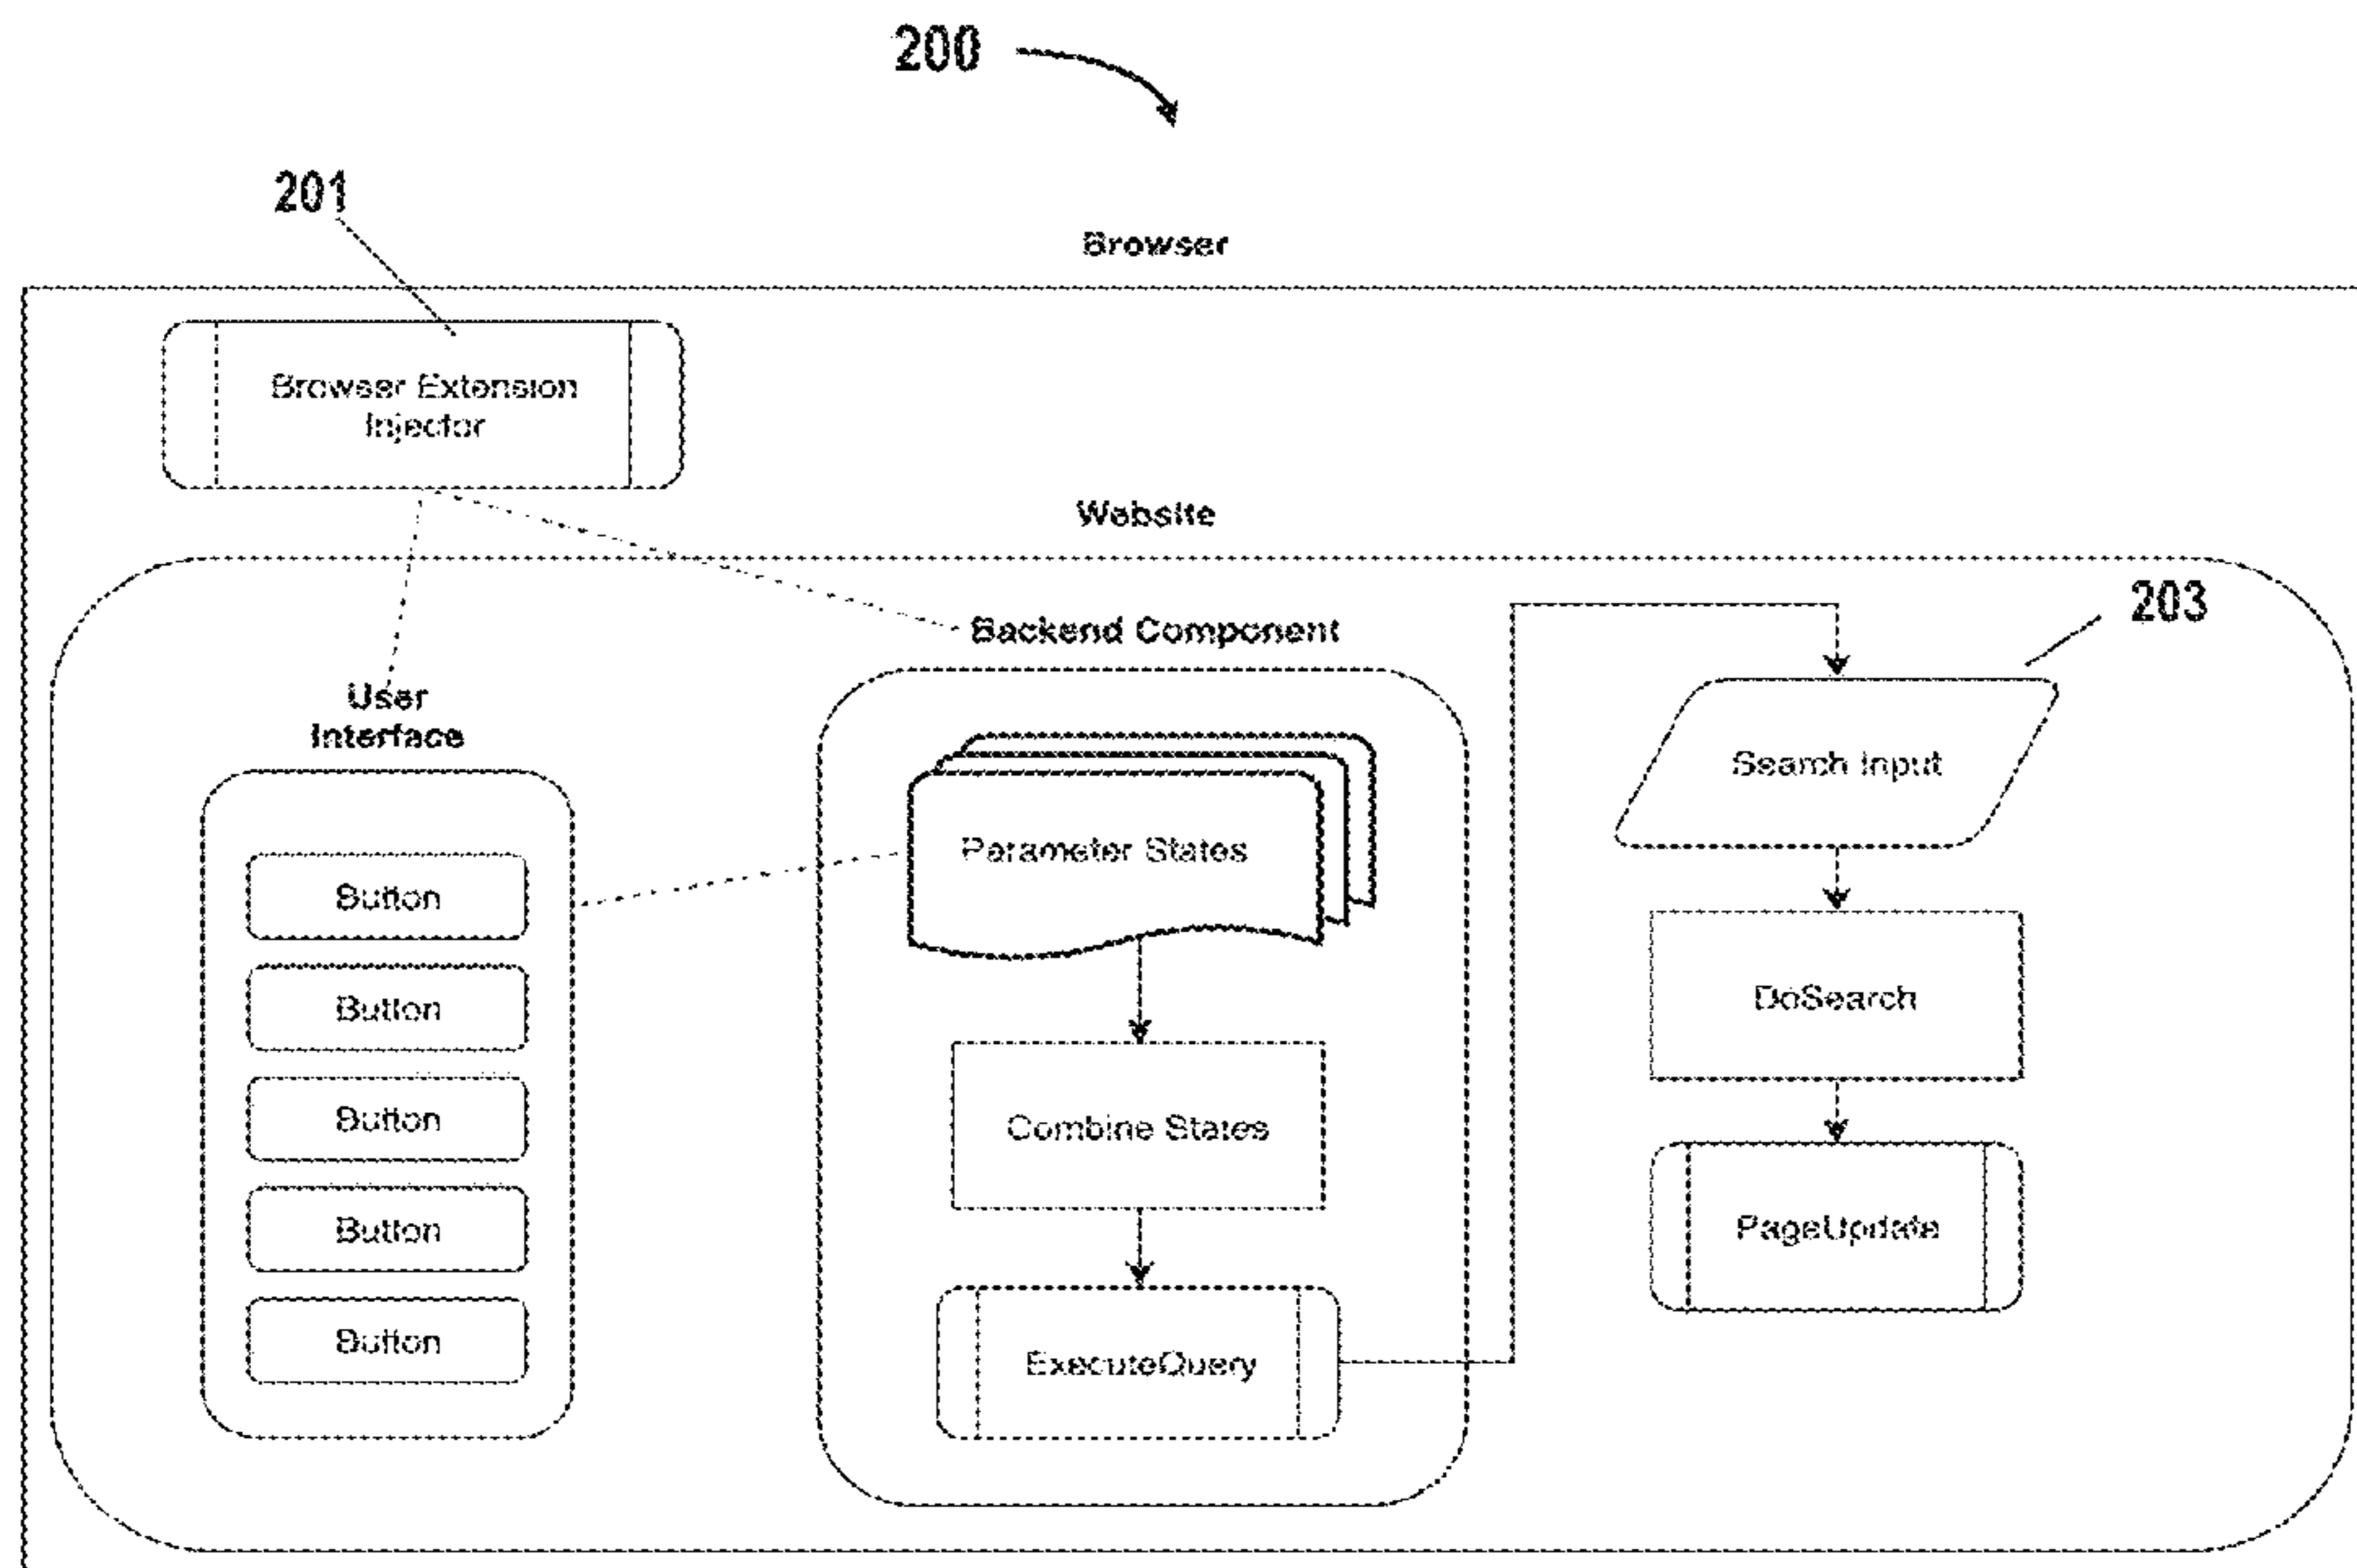 200
201
Browser
Browser Extension
Injector
Website
Backend Component
203
User
Interface
Search Input
Parameter States
Button
DoSearch
Button
Combine States
Button
PageUpdate
Button
ExecuteQuery
Button